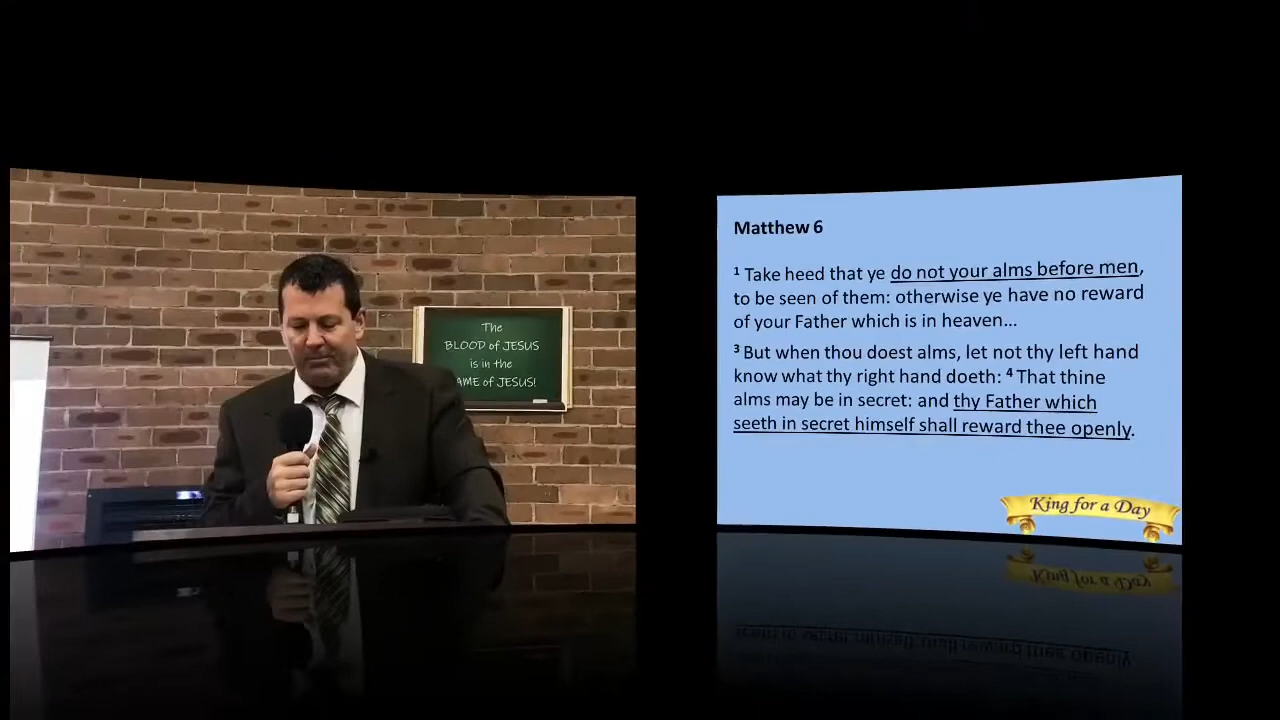 The
BLOOD of JESUS
is in the
AME of JESUS!
Matthew 6
1 Take heed that ye do not your alms before men,
to be seen of them: otherwise ye have no reward
of your Father which is in heaven...
3 But when thou doest alms, let not thy left hand
know what thy right hand doeth: 4 That thine
alms may be in secret: and thy Father which
seeth in secret himself shall reward thee openly.
King for a Day